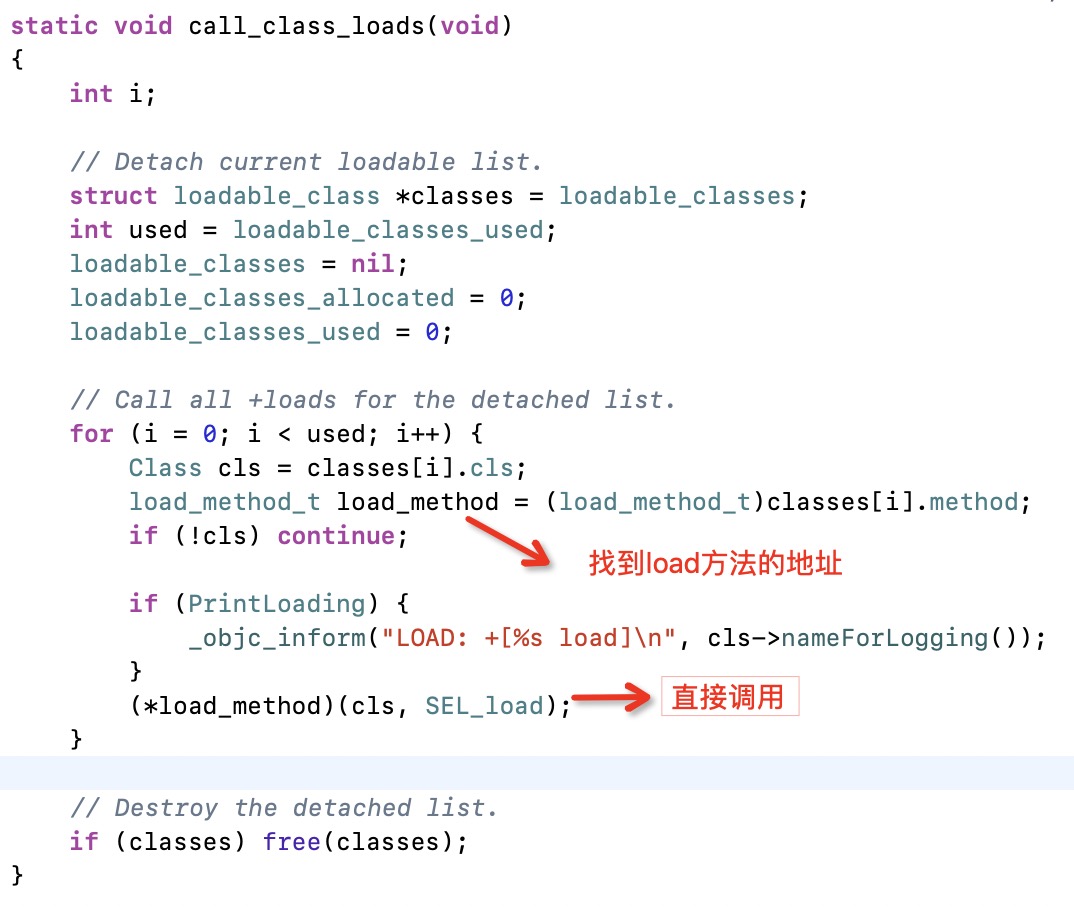 static void call_class_loads(void)
{
    int i;

    // Detach current loadable list.
    struct loadable_class *classes = loadable_classes;
    int used = loadable_classes_used;
    loadable_classes = nil;
    loadable_classes_allocated = 0;
    loadable_classes_used = 0;

    // Call all +loads for the detached list.
    for (i = 0; i < used; i++) {
        Class cls = classes[i].cls;
        load_method_t load_method = (load_method_t)classes[i].method;
        if (!cls) continue;
找到load方法的地址
        if (PrintLoading) {
            _objc_inform("LOAD: +[%s load]\n", cls->nameForLogging());
        }
        (*load_method)(cls, SEL_load); 直接调用
    }

    // Destroy the detached list.
    if (classes) free(classes);
}